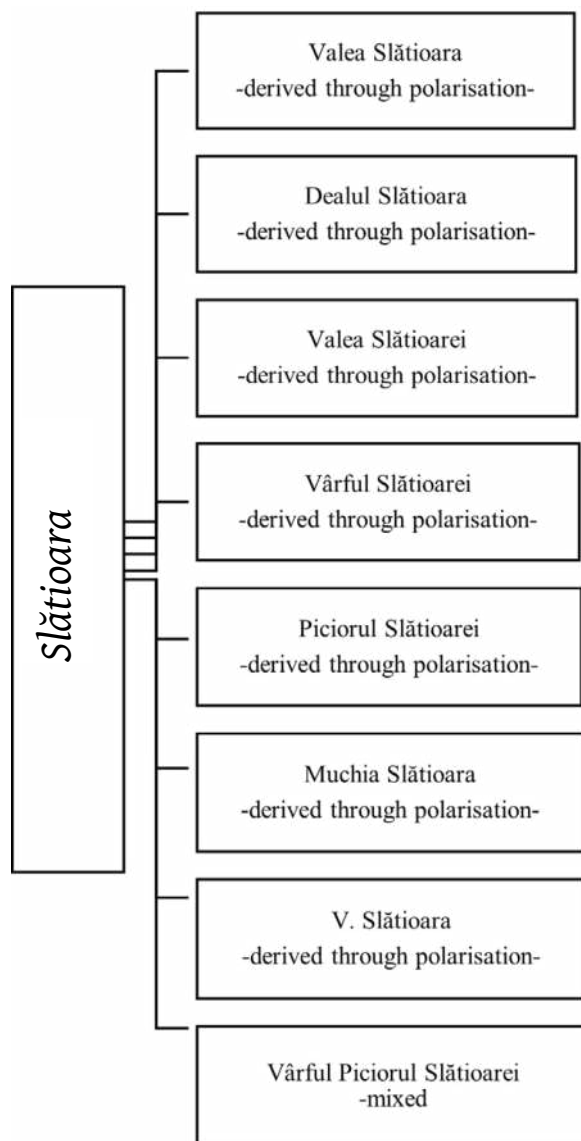 Slătioara
Valea Slătioara
-derived through polarisation-
Dealul Slătioara
-derived through polarisation-
Valea Slătioarei
-derived through polarisation-
Vârful Slătioarei
-derived through polarisation-
Piciorul Slătioarei
-derived through polarisation-
Muchia Slătioara
-derived through polarisation-
V. Slătioara
-derived through polarisation-
Vârful Piciorul Slătioarei
-mixed